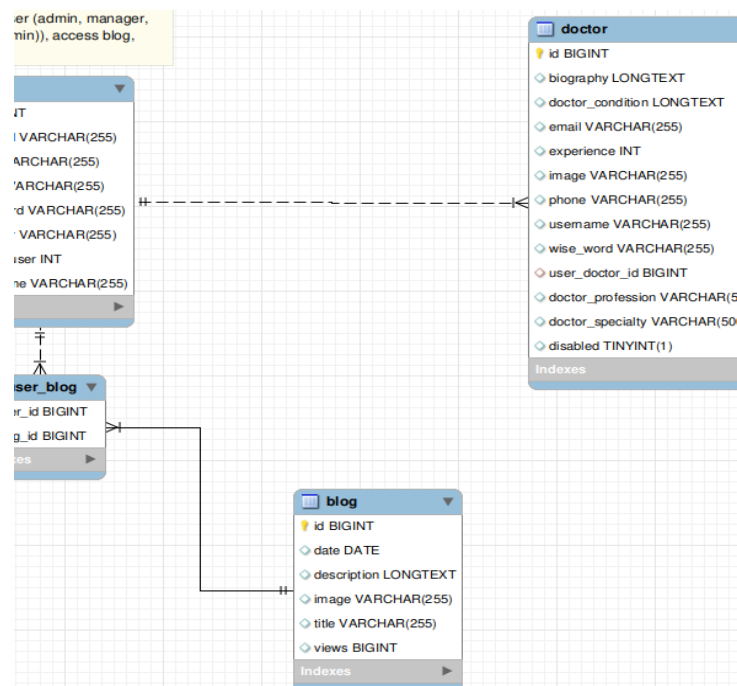 ser (admin, manager,
min)), access blog,
NT
VARCHAR(255)
ARCHAR(255)
VARCHAR(255)
rd VARCHAR(255)
VARCHAR(255)
user INT
ne VARCHAR(255)
user_blog
er_id BIGINT
g_id BIGINT
xes
doctor
id BIGINT
biography LONGTEXT
doctor_condition LONGTEXT
email VARCHAR(255)
experience INT
image VARCHAR(255)
phone VARCHAR(255)
username VARCHAR(255)
wise_word VARCHAR(255)
user_doctor_id BIGINT
doctor_profession VARCHAR(5
doctor_specialty VARCHAR(500
disabled TINYINT(1)
Indexes
blog
id BIGINT
date DATE
description LONGTEXT
image VARCHAR(255)
title VARCHAR(255)
views BIGINT
Indexes